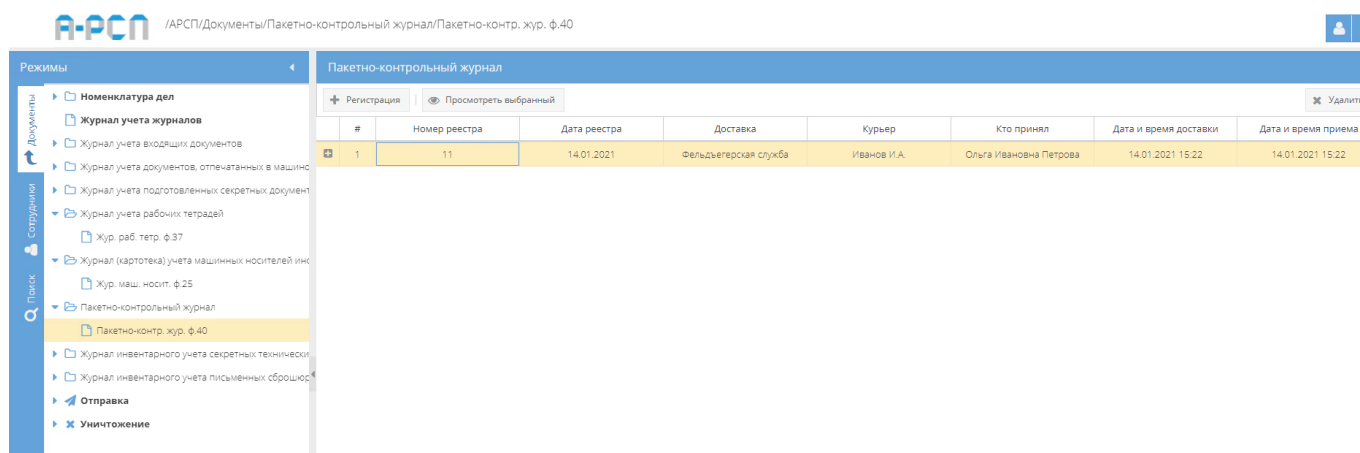 А-РСП
/АРСП/Документы/Пакетно-контрольный журнал/Пакетно-контр. жур. ф.40
Режимы
Пакетно-контрольный журнал
Документы
Сотрудники
Поиск
Номенклатура дел
Журнал учета журналов
Журнал учета входящих документов
Журнал учета документов, отпечатанных в машинс
Журнал учета подготовленных секретных документ
Журнал учета рабочих тетрадей
Жур. раб. тетр. ф.37
Журнал (картотека) учета машинных носителей инс
Жур. маш. носит. ф.25
Пакетно-контрольный журнал
Пакетно-контр. жур. ф.40
Журнал инвентарного учета секретных технически
Журнал инвентарного учета письменных сброшюр
Отправка
Уничтожение
Регистрация
Просмотреть выбранный
Удалить
# Номер реестра Дата реестра Доставка Курьер Кто принял Дата и время доставки Дата и время приема
1 11 14.01.2021 Фельдъегерская служба Иванов И.А. Ольга Ивановна Петрова 14.01.2021 15:22 14.01.2021 15:22